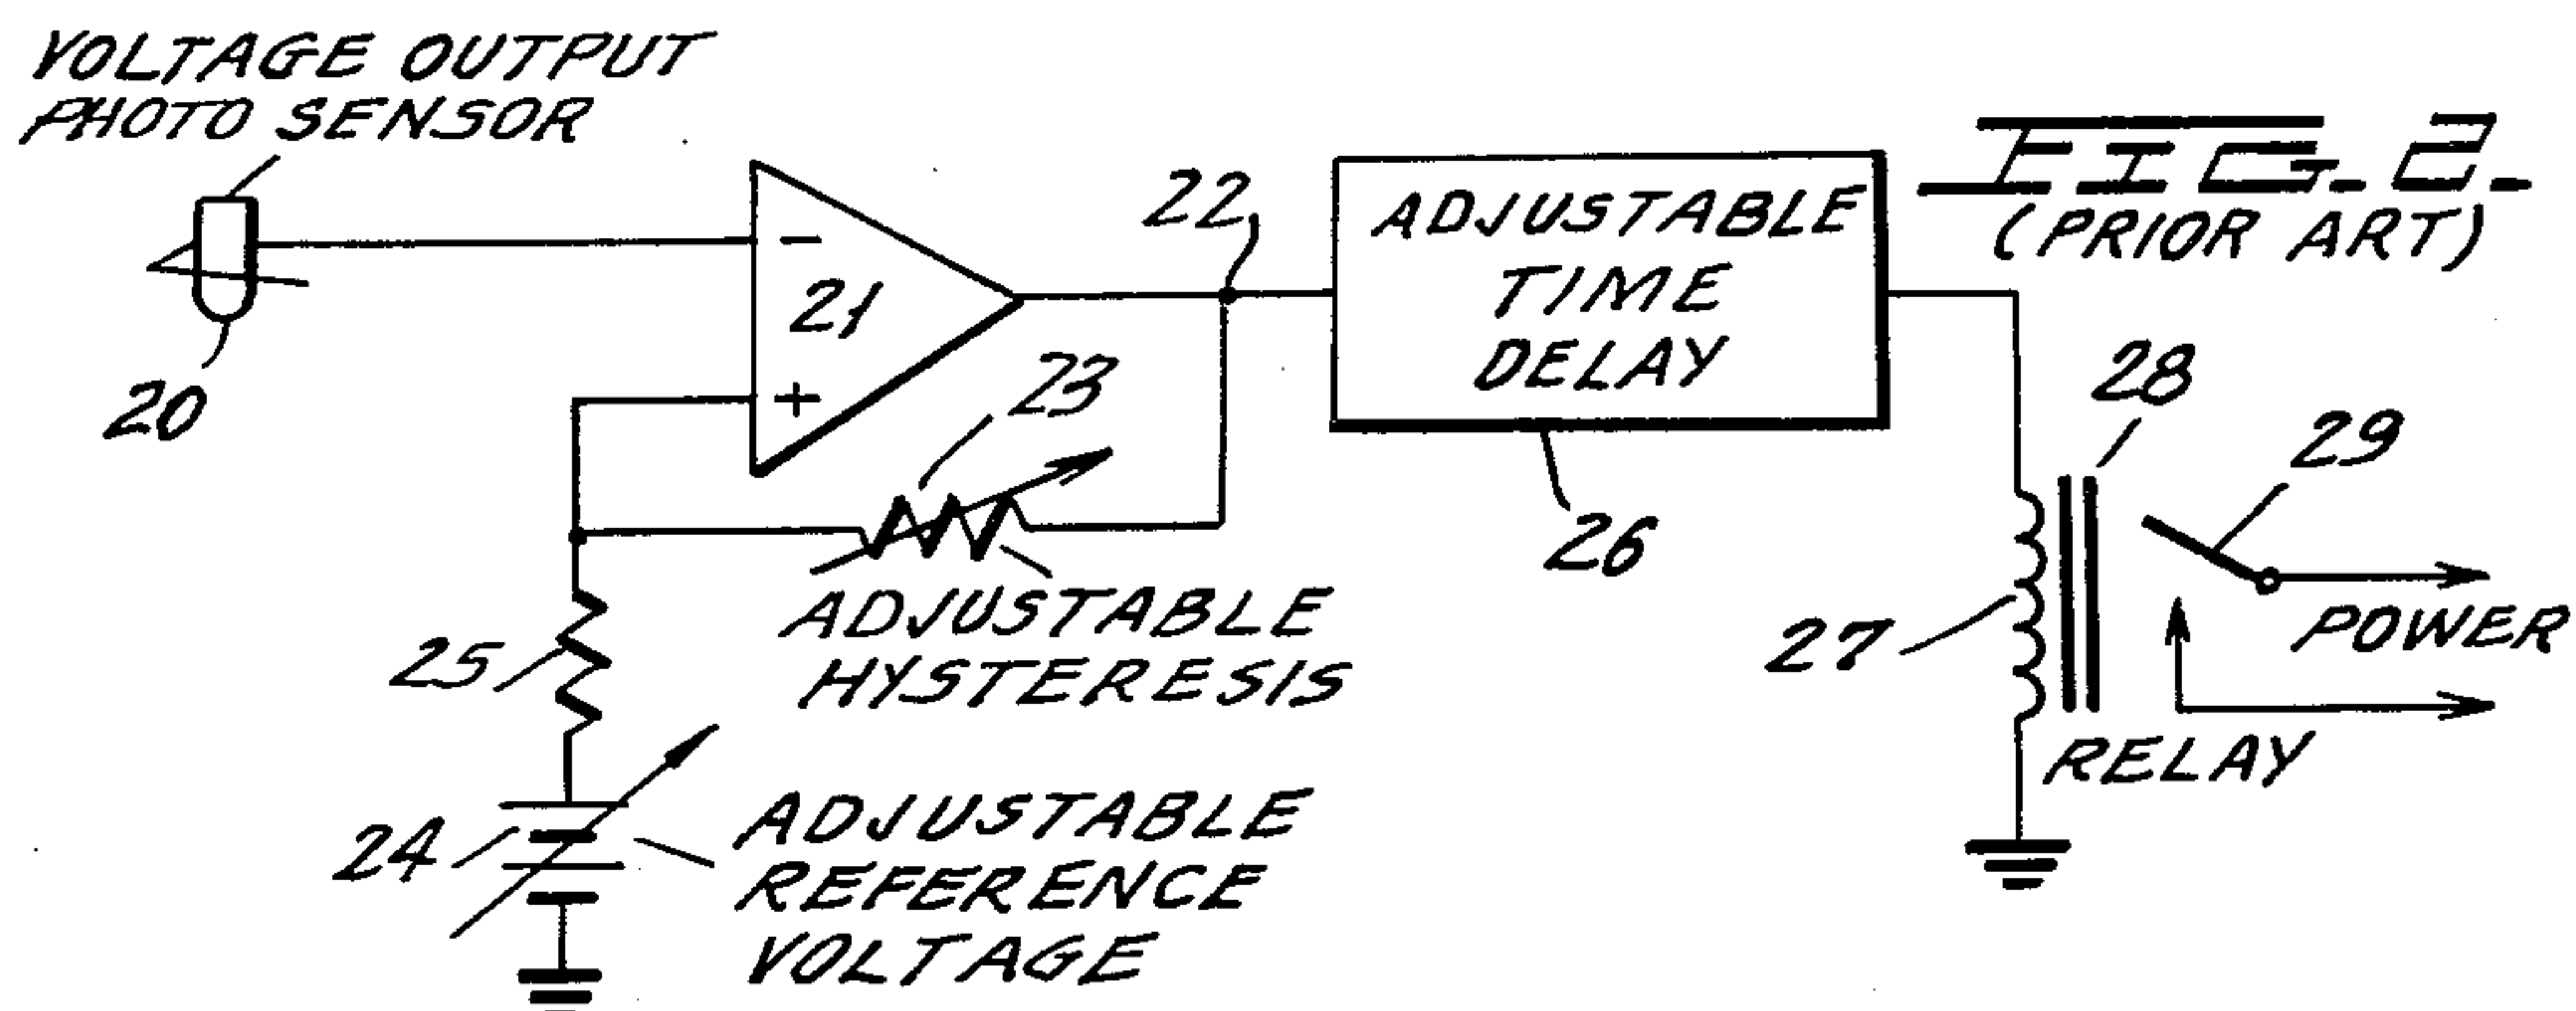 VOLTAGE OUTPUT
PHOTO SENSOR
20
-
21
+
22
23
ADJUSTABLE
HYSTERESIS
25
24
ADJUSTABLE
REFERENCE
VOLTAGE
ADJUSTABLE
TIME
DELAY
26
FIG. 2.
(PRIOR ART)
28
29
27
POWER
RELAY